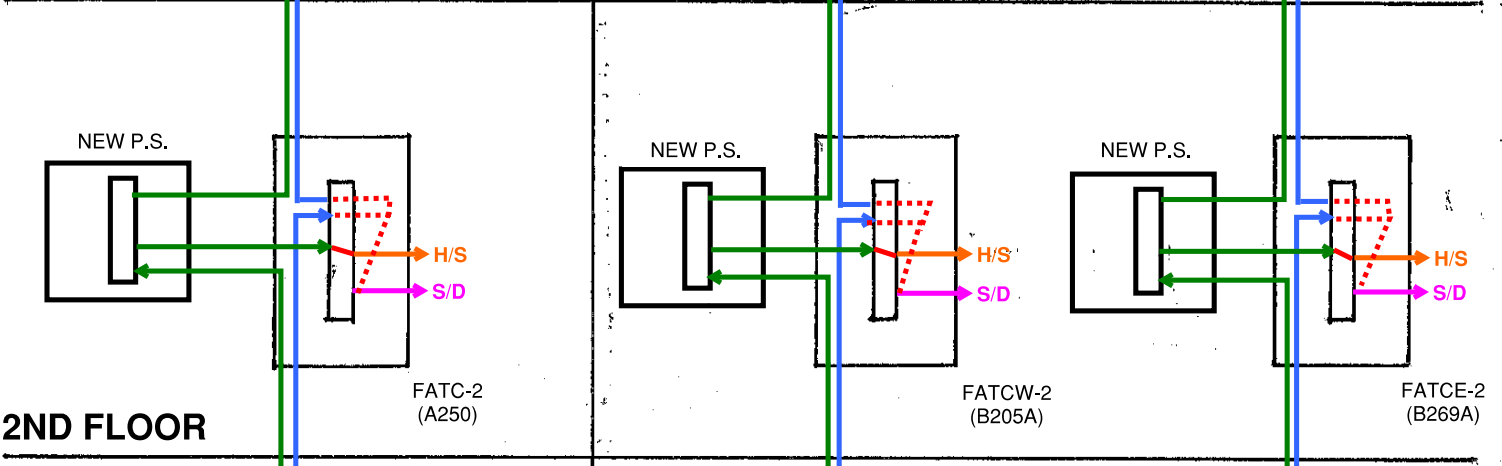 NEW P.S.
H/S
S/D
FATC-2
(A250)
NEW P.S.
H/S
S/D
FATCW-2
(B205A)
NEW P.S.
H/S
S/D
FATCE-2
(B269A)
2ND FLOOR